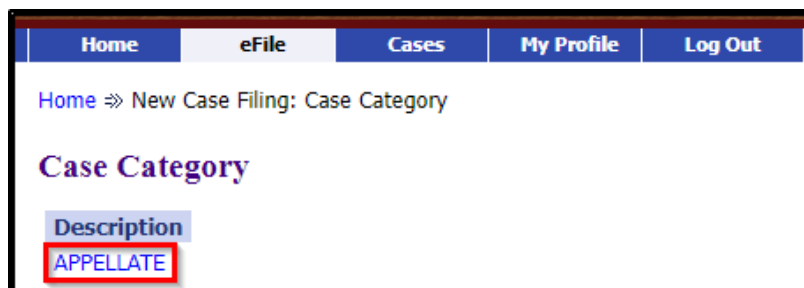 Home eFile Cases My Profile Log Out
Home ⇒ New Case Filing: Case Category
Case Category
Description
APPELLATE